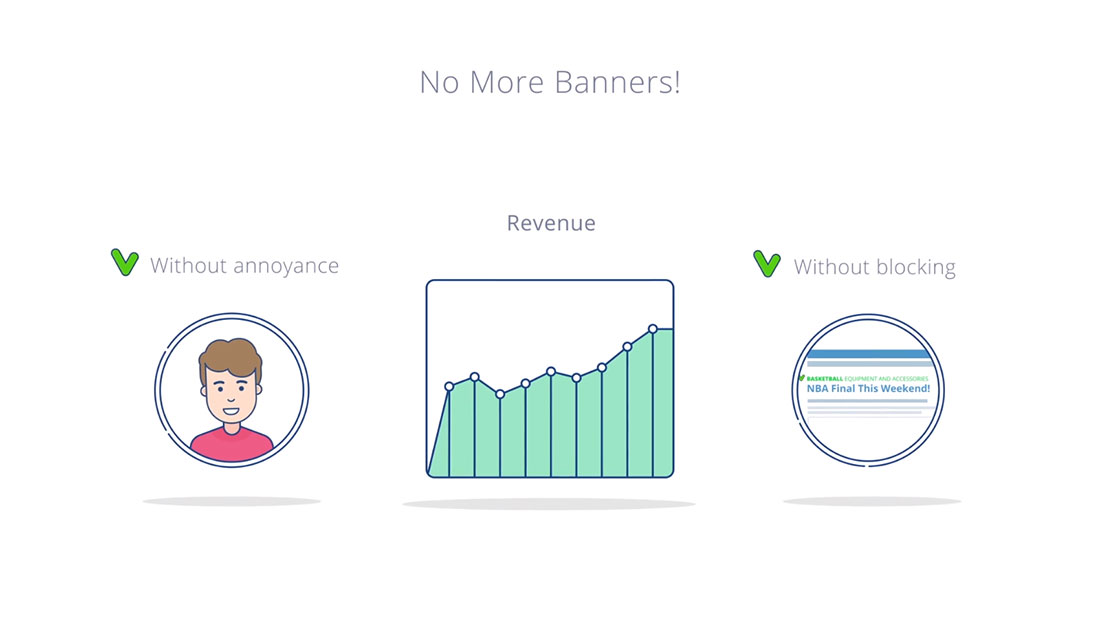 No More Banners!
Revenue
Without annoyance
Without blocking
BASKETBALL EQUIPMENT AND ACCESSORIES
NBA Final This Weekend!